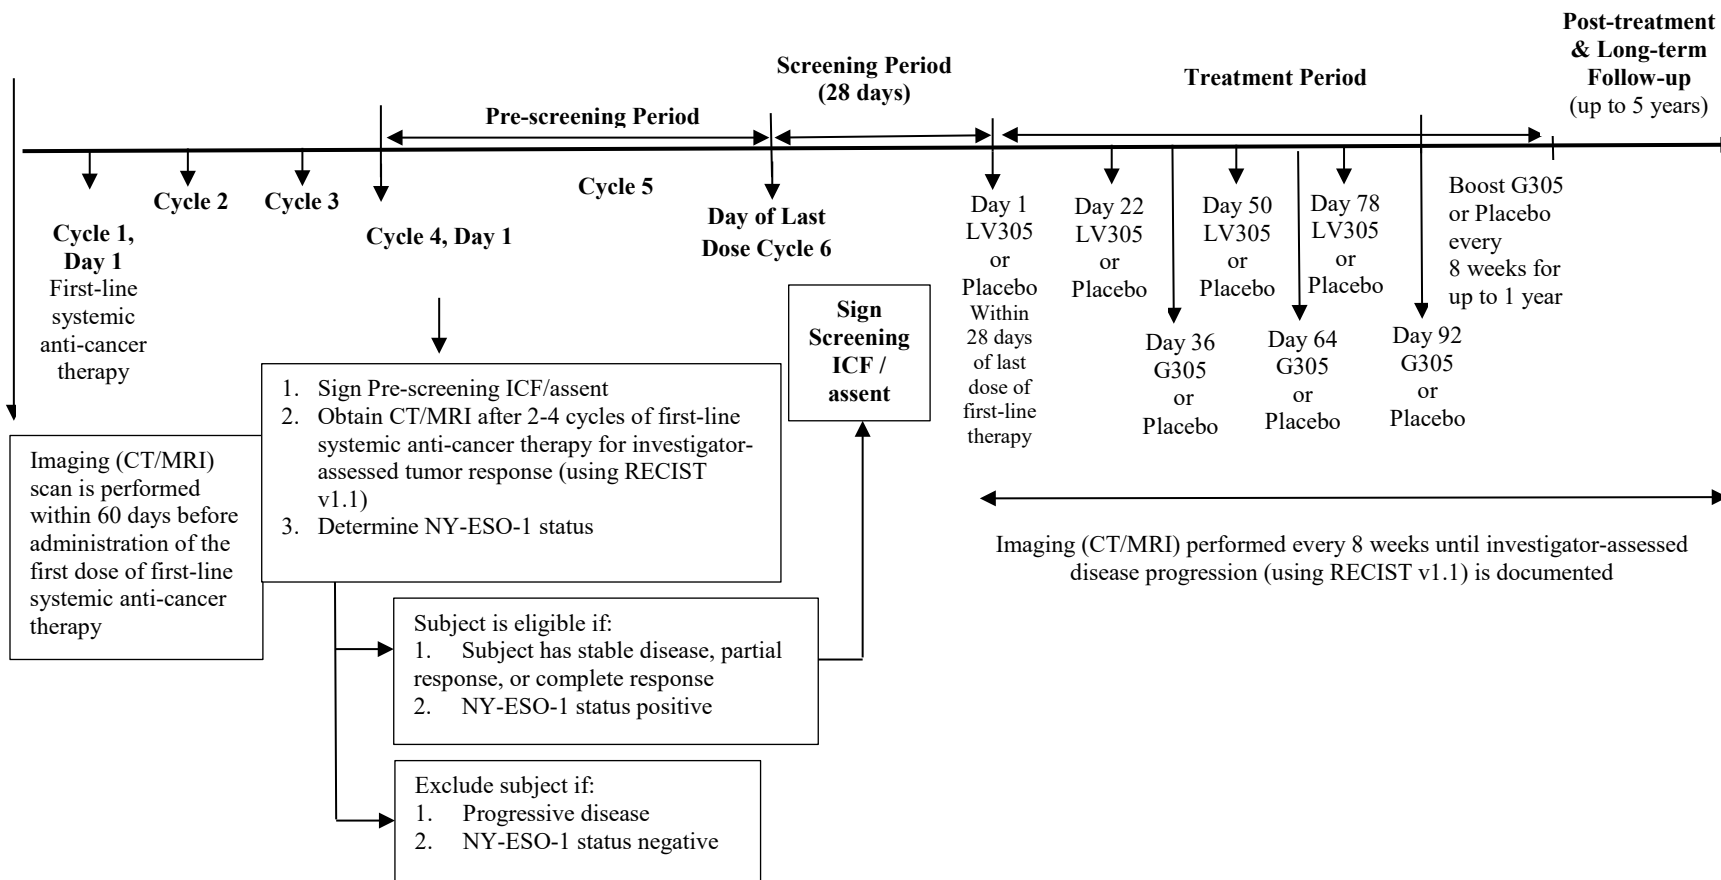 Post-treatment
& Long-term
Follow-up
(up to 5 years)
Screening Period
(28 days)
Treatment Period
Pre-screening Period
Cycle 1,
Day 1
First-line
systemic
anti-cancer
therapy
Cycle 2
Cycle 3
Cycle 4, Day 1
Cycle 5
Day of Last
Dose Cycle 6
Day 1
LV305
or
Placebo
Within
28 days
of last
dose of
first-line
therapy
Day 22
LV305
or
Placebo
Day 36
G305
or
Placebo
Day 50
LV305
or
Placebo
Day 64
G305
or
Placebo
Day 78
LV305
or
Placebo
Day 92
G305
or
Placebo
Boost G305
or Placebo
every
8 weeks for
up to 1 year
Sign
Screening
ICF /
assent
Imaging (CT/MRI)
scan is performed
within 60 days before
administration of the
first dose of first-line
systemic anti-cancer
therapy
1. Sign Pre-screening ICF/assent
2. Obtain CT/MRI after 2-4 cycles of first-line
systemic anti-cancer therapy for investigator-
assessed tumor response (using RECIST
v1.1)
3. Determine NY-ESO-1 status
Imaging (CT/MRI) performed every 8 weeks until investigator-assessed
disease progression (using RECIST v1.1) is documented
Subject is eligible if:
1. Subject has stable disease, partial
response, or complete response
2. NY-ESO-1 status positive
Exclude subject if:
1. Progressive disease
2. NY-ESO-1 status negative